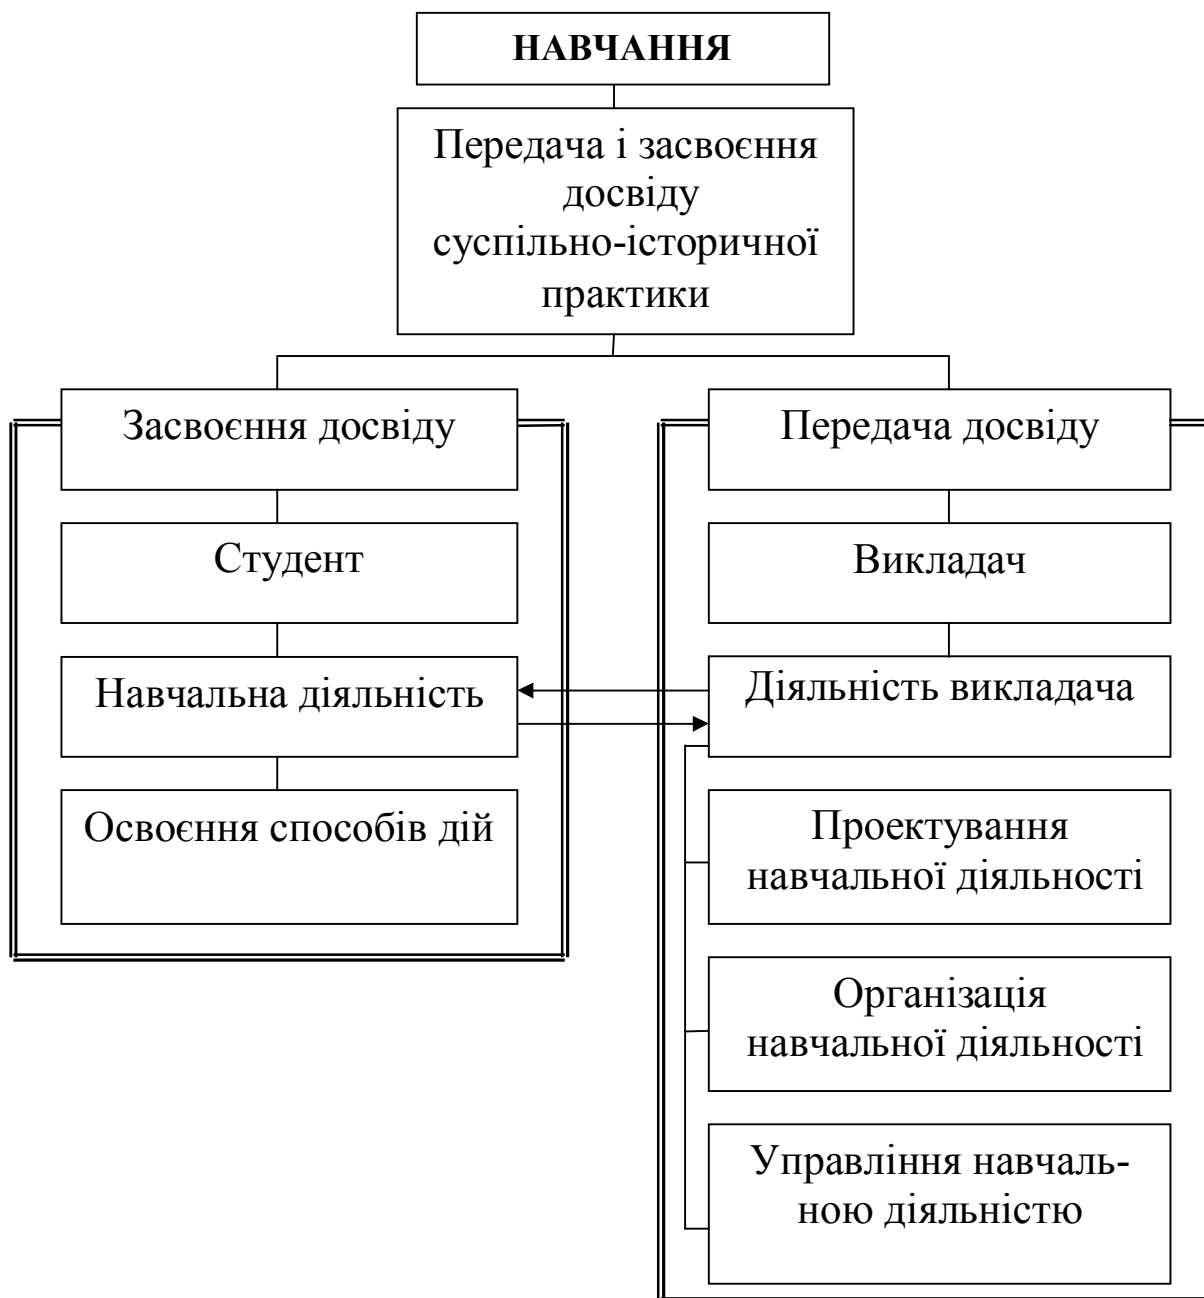 НАВЧАННЯ
Передача і засвоєння
досвіду
суспільно-історичної
практики
Засвоєння досвіду
Студент
Навчальна діяльність
Освоєння способів дій
Передача досвіду
Викладач
Діяльність викладача
Проектування
навчальної діяльності
Організація
навчальної діяльності
Управління навчаль-
ною діяльністю